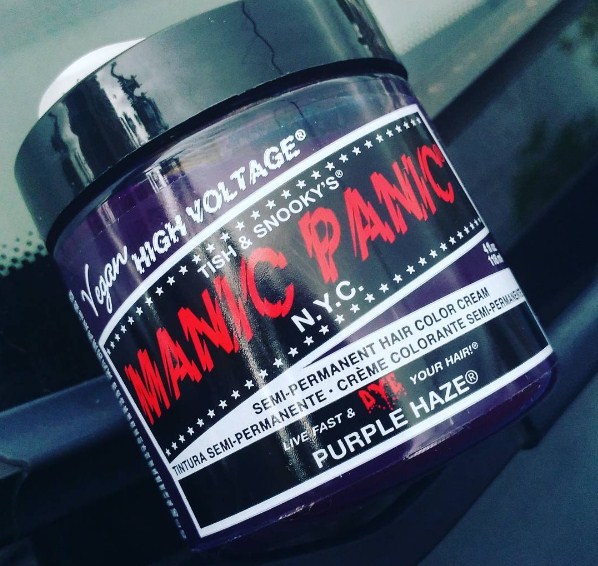 Vegan
HIGH VOLTAGE®
TISH & SNOOKY'S®
MANIC PANIC
N.Y.C.
SEMI-PERMANENT HAIR COLOR CREAM
TINTURA SEMI-PERMANENTE • CRÈME COLORANTE SEMI-PERMANENTE
LIVE FAST & DYE YOUR HAIR!®
PURPLE HAZE®